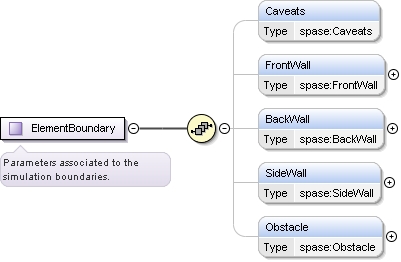 Caveats
Type spase:Caveats
FrontWall
Type spase:FrontWall
ElementBoundary
Parameters associated to the
simulation boundaries.
BackWall
Type spase:BackWall
SideWall
Type spase:SideWall
Obstacle
Type spase:Obstacle